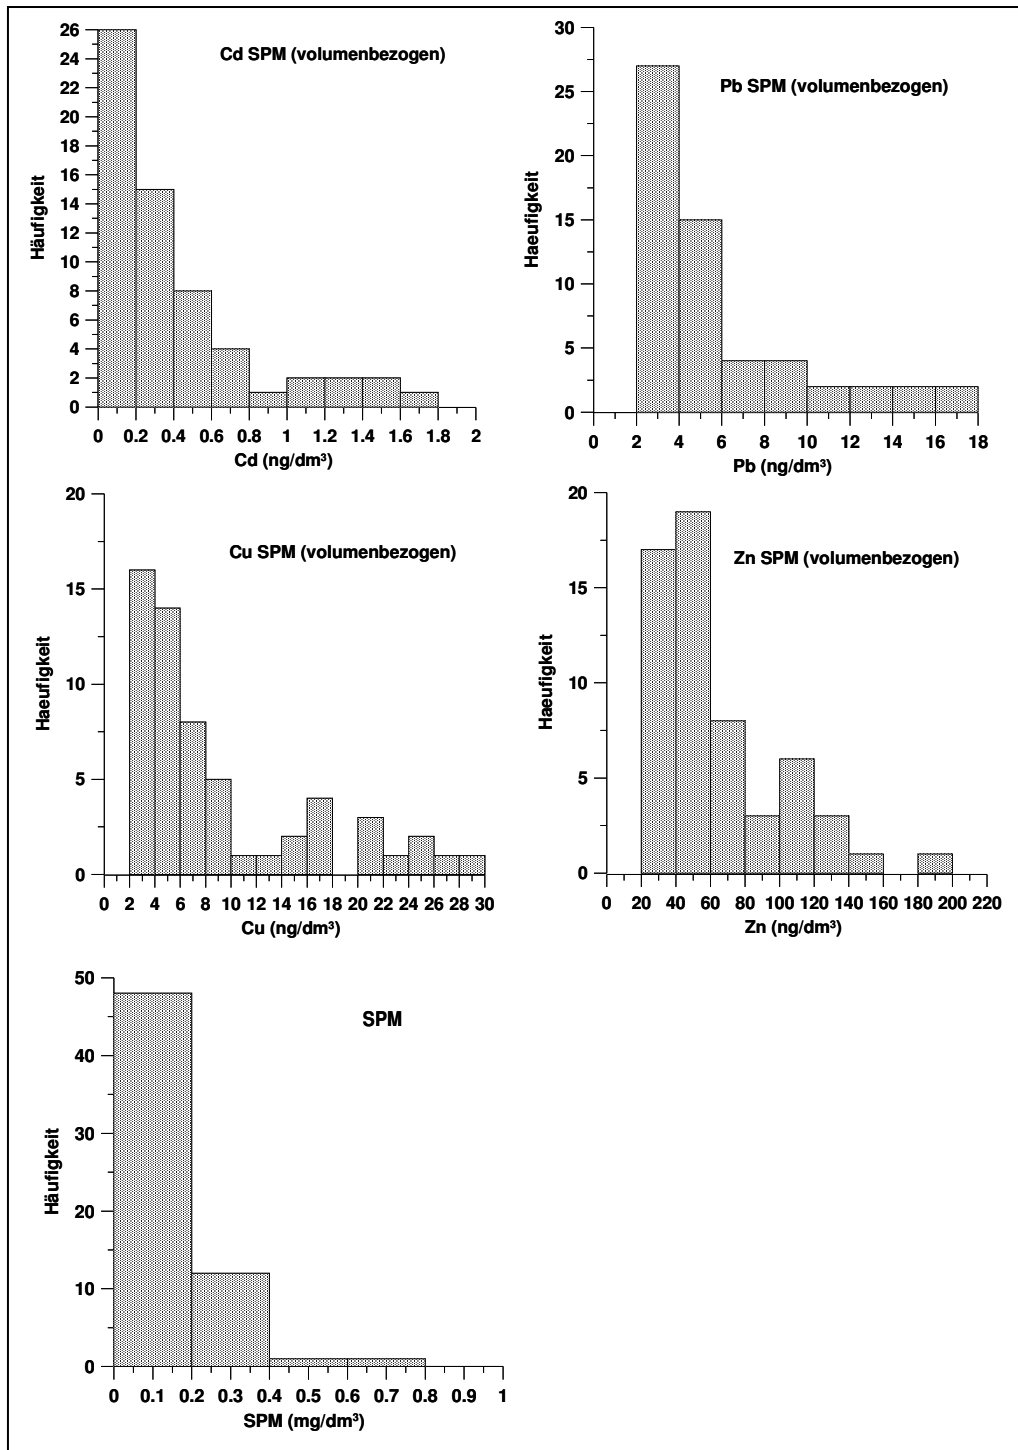 Cd SPM (volumenbezogen)
Häufigkeit
26
24
22
20
18
16
14
12
10
8
6
4
2
0
0 0.2 0.4 0.6 0.8 1 1.2 1.4 1.6 1.8 2
Cd (ng/dm³)
Pb SPM (volumenbezogen)
Haeufigkeit
30
25
20
15
10
5
0
0 2 4 6 8 10 12 14 16 18
Pb (ng/dm³)
Cu SPM (volumenbezogen)
Haeufigkeit
20
15
10
5
0
0 2 4 6 8 10 12 14 16 18 20 22 24 26 28 30
Cu (ng/dm³)
Zn SPM (volumenbezogen)
Haeufigkeit
20
15
10
5
0
0 20 40 60 80 100 120 140 160 180 200 220
Zn (ng/dm³)
SPM
Häufigkeit
50
40
30
20
10
0
0 0.1 0.2 0.3 0.4 0.5 0.6 0.7 0.8 0.9 1
SPM (mg/dm³)